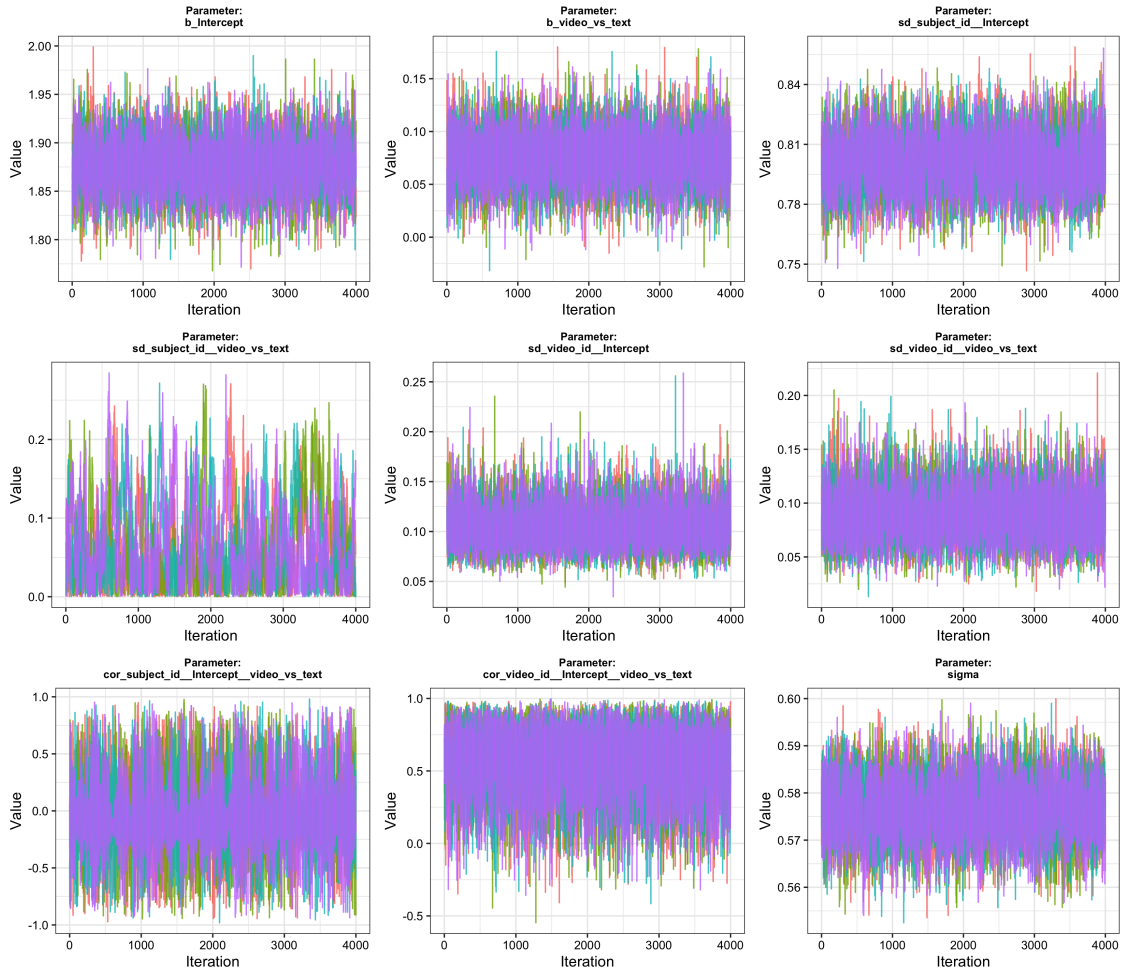 Parameter:
b_Intercept
Value
2.00
1.95
1.90
1.85
1.80
0 1000 2000 3000 4000
Iteration
Parameter:
b_video_vs_text
Value
0.15
0.10
0.05
0.00
0 1000 2000 3000 4000
Iteration
Parameter:
sd_subject_id__Intercept
Value
0.84
0.81
0.78
0.75
0 1000 2000 3000 4000
Iteration
Parameter:
sd_subject_id__video_vs_text
Value
0.2
0.1
0.0
0 1000 2000 3000 4000
Iteration
Parameter:
sd_video_id__Intercept
Value
0.25
0.20
0.15
0.10
0.05
0 1000 2000 3000 4000
Iteration
Parameter:
sd_video_id__video_vs_text
Value
0.20
0.15
0.10
0.05
0 1000 2000 3000 4000
Iteration
Parameter:
cor_subject_id__Intercept__video_vs_text
Value
1.0
0.5
0.0
-0.5
-1.0
0 1000 2000 3000 4000
Iteration
Parameter:
cor_video_id__Intercept__video_vs_text
Value
1.0
0.5
0.0
-0.5
0 1000 2000 3000 4000
Iteration
Parameter:
sigma
Value
0.60
0.59
0.58
0.57
0.56
0 1000 2000 3000 4000
Iteration